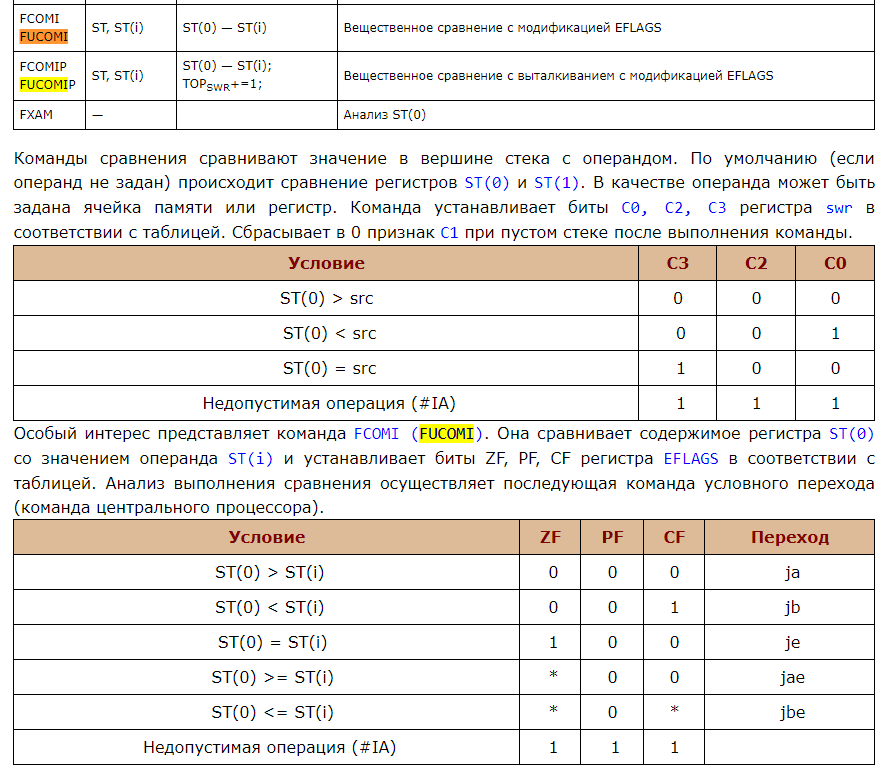 FCOMI
FUCOMI
ST, ST(i)
ST(0) — ST(i)
Вещественное сравнение с модификацией EFLAGS
FCOMIP
FUCOMIP
ST, ST(i)
ST(0) — ST(i);
TOPSWR+=1;
Вещественное сравнение с выталкиванием с модификацией EFLAGS
FXAM
—
Анализ ST(0)
Команды сравнения сравнивают значение в вершине стека с операндом. По умолчанию (если
операнд не задан) происходит сравнение регистров ST(0) и ST(1). В качестве операнда может быть
задана ячейка памяти или регистр. Команда устанавливает биты C0, C2, C3 регистра swr в
соответствии с таблицей. Сбрасывает в 0 признак C1 при пустом стеке после выполнения команды.
Условие C3 C2 C0
ST(0) > src 0 0 0
ST(0) < src 0 0 1
ST(0) = src 1 0 0
Недопустимая операция (#IA) 1 1 1
Особый интерес представляет команда FCOMI (FUCOMI). Она сравнивает содержимое регистра ST(0)
со значением операнда ST(i) и устанавливает биты ZF, PF, CF регистра EFLAGS в соответствии с
таблицей. Анализ выполнения сравнения осуществляет последующая команда условного перехода
(команда центрального процессора).
Условие ZF PF CF Переход
ST(0) > ST(i) 0 0 0 ja
ST(0) < ST(i) 0 0 1 jb
ST(0) = ST(i) 1 0 0 je
ST(0) >= ST(i) * 0 0 jae
ST(0) <= ST(i) * 0 * jbe
Недопустимая операция (#IA) 1 1 1